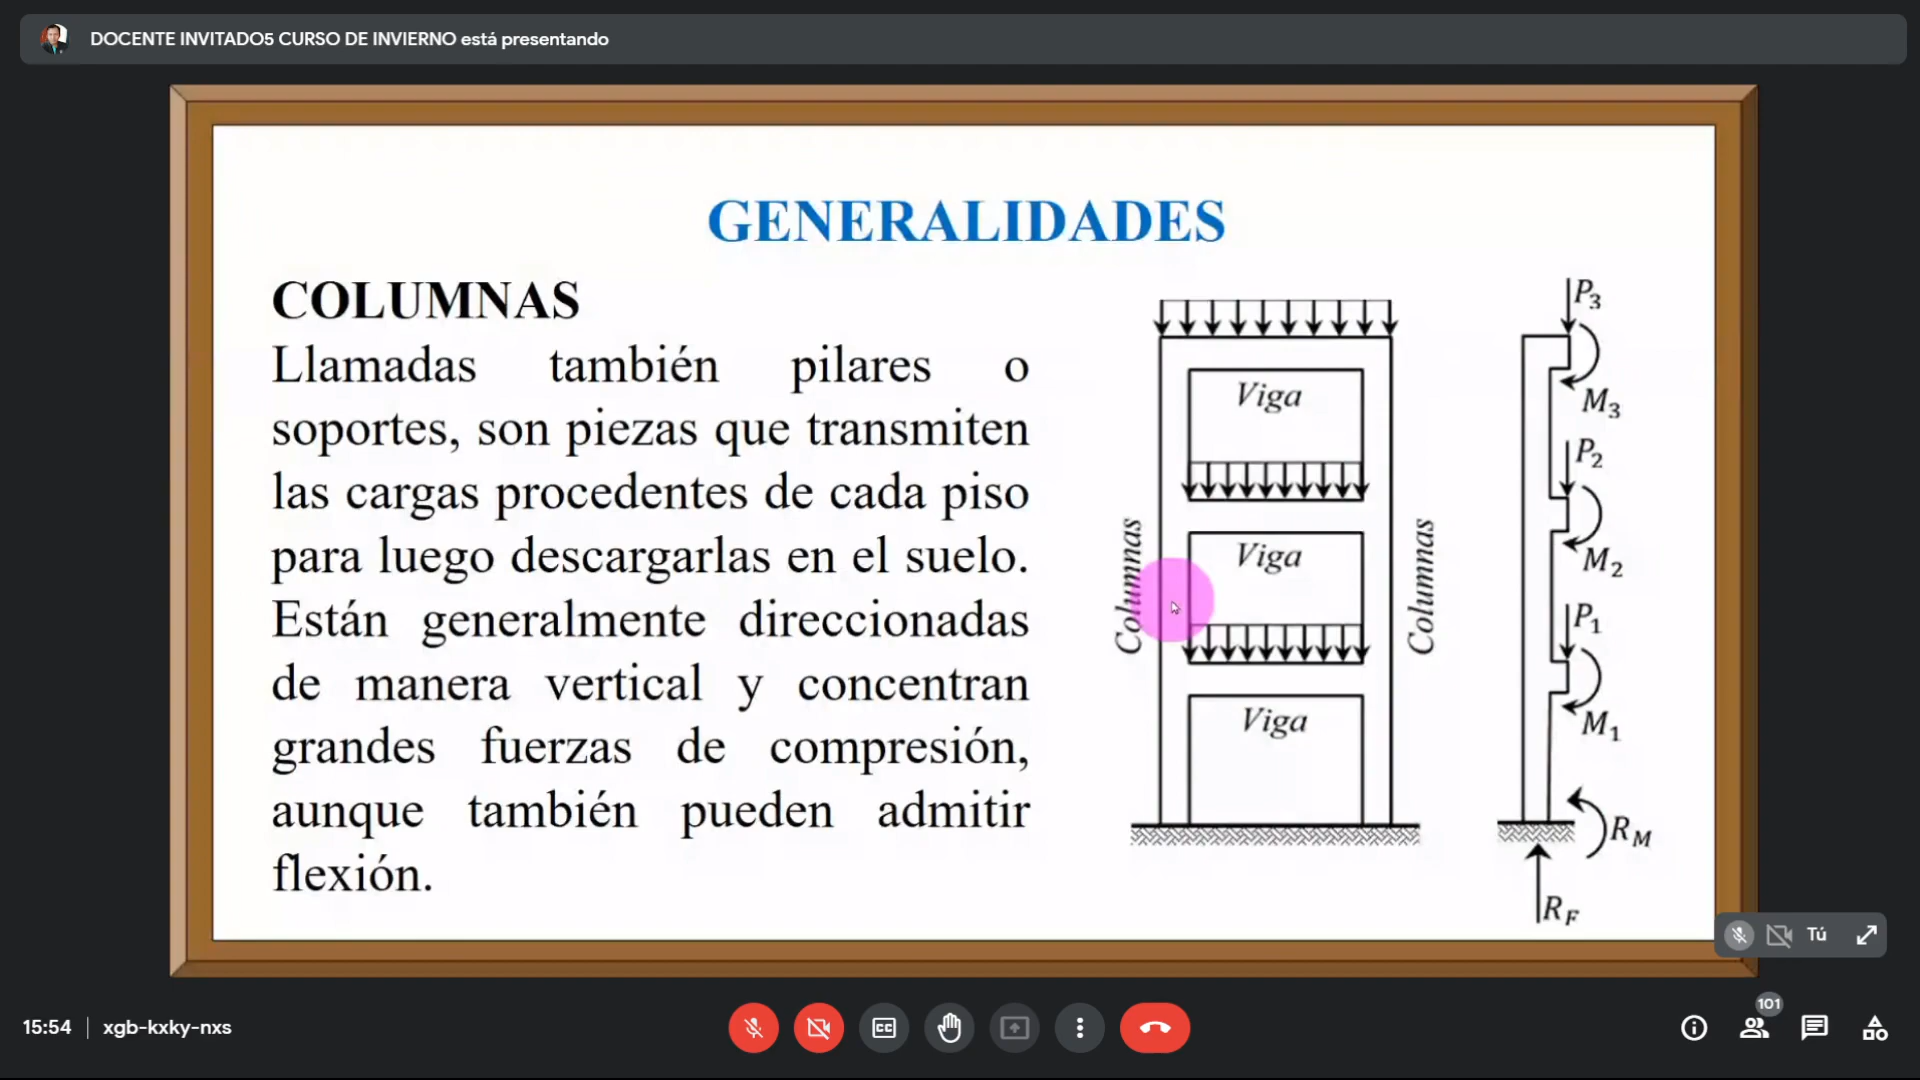 DOCENTE INVITADO5 CURSO DE INVIERNO está presentando
GENERALIDADES
COLUMNAS
Llamadas también pilares o
soportes, son piezas que transmiten
las cargas procedentes de cada piso
para luego descargarlas en el suelo.
Están generalmente direccionadas
de manera vertical y concentran
grandes fuerzas de compresión,
aunque también pueden admitir
flexión.
Viga
Viga
Viga
Columnas
Columnas
P₃
M₃
P₂
M₂
P₁
M₁
R_M
R_F
Tú
15:54 | xgb-kxky-nxs
CC
101